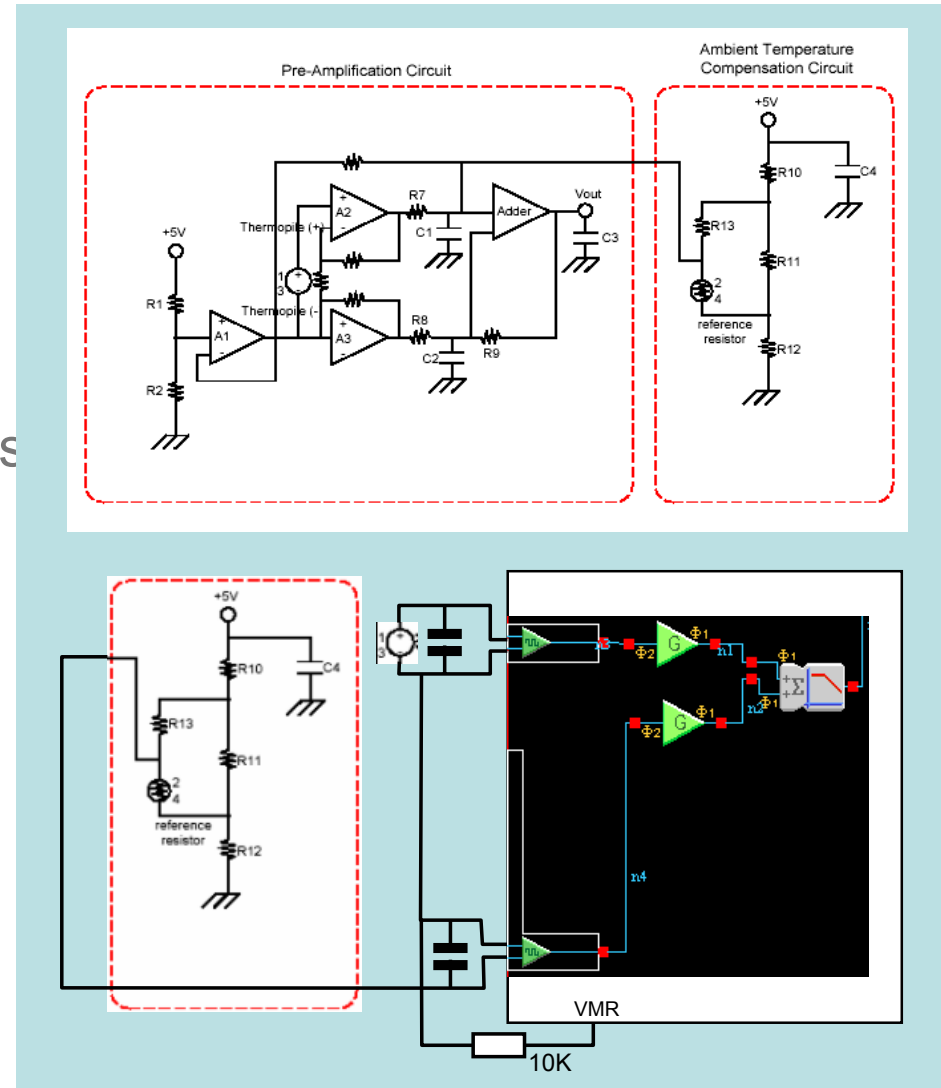 Pre-Amplification Circuit
Ambient Temperature
Compensation Circuit
+5V
R10
C4
R13
R11
2
4
reference
resistor
R12
+5V
R1
R2
+
A1
-
Thermopile (+)
1
+
3
-
Thermopile (-
+
A2
-
+
A3
-
R7
C1
R8
C2
R9
Adder
Vout
C3
S
+5V
R10
C4
R13
R11
2
4
reference
resistor
R12
1
+
3
-
Φ2
G
Φ1
n1
Φ1
+
+
Σ
n2
Φ1
Φ2
G
Φ1
n4
VMR
10K